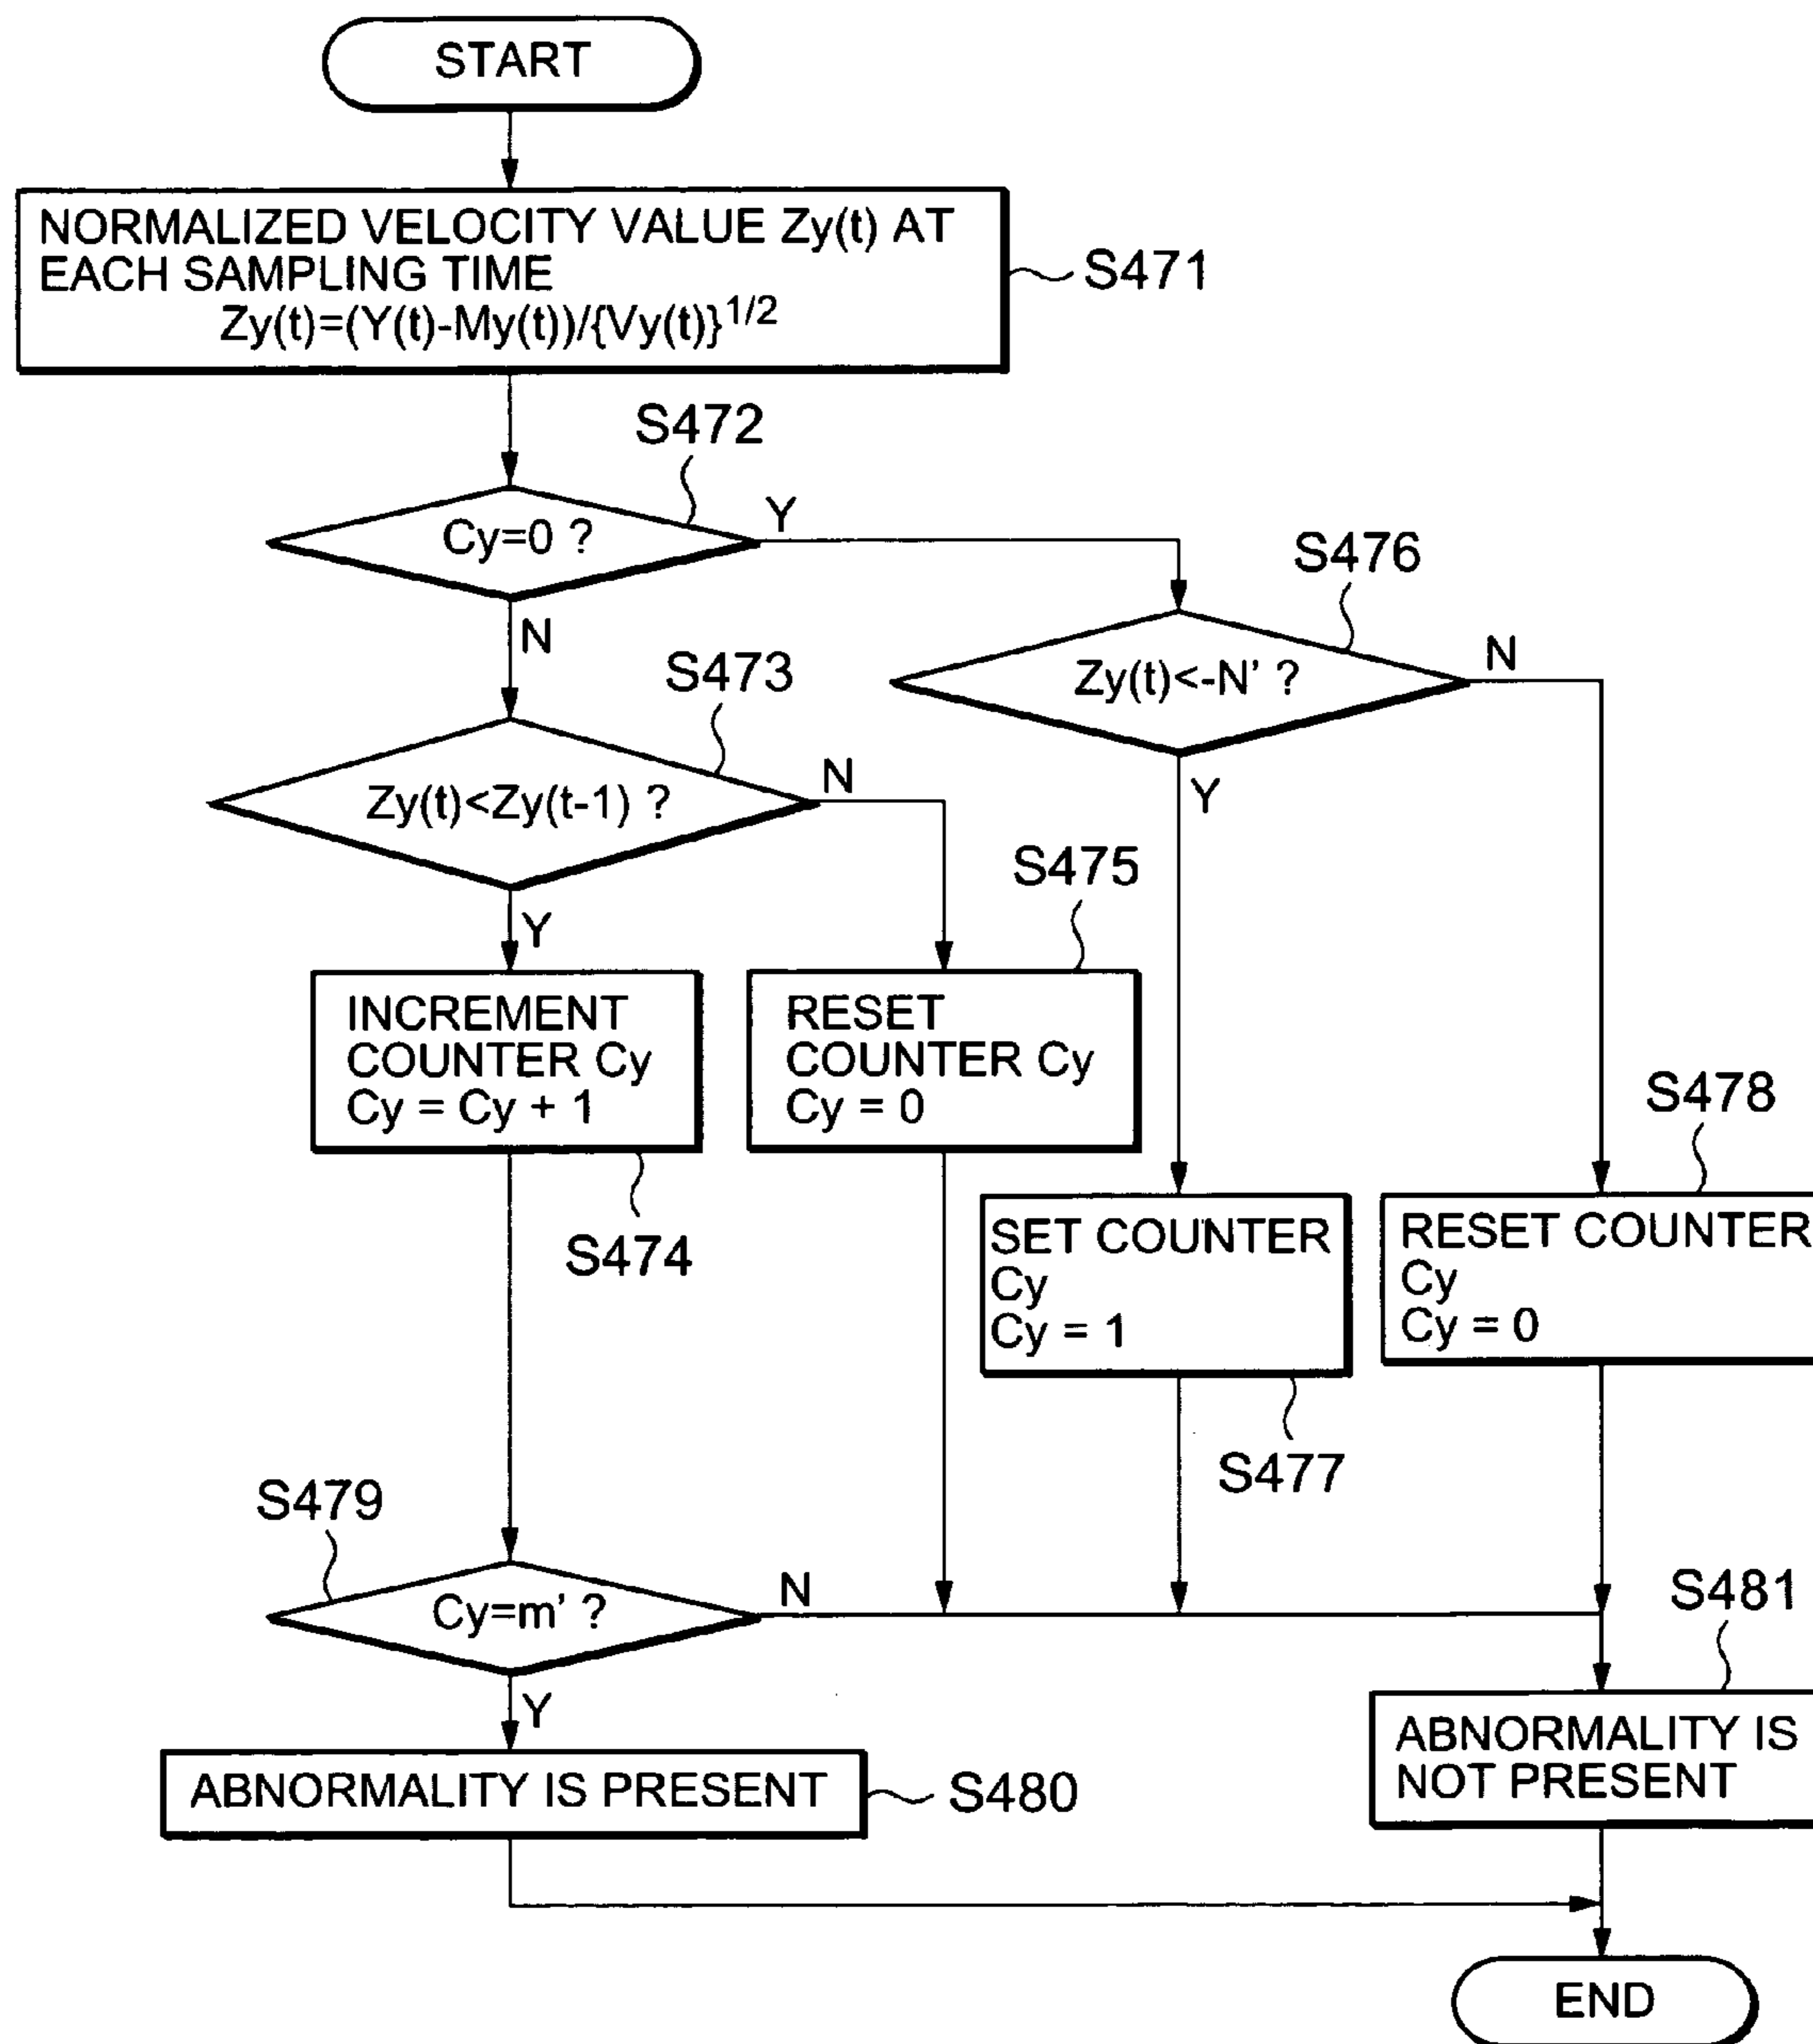 START
NORMALIZED VELOCITY VALUE Zy(t) AT
EACH SAMPLING TIME
Zy(t)=(Y(t)-My(t))/{Vy(t)}1/2
S471
S472
Cy=0 ?
Y
N
S476
Zy(t)<-N' ?
N
Y
S473
Zy(t)<Zy(t-1) ?
N
Y
S475
INCREMENT
COUNTER Cy
Cy = Cy + 1
S474
RESET
COUNTER Cy
Cy = 0
S478
SET COUNTER
Cy
Cy = 1
S477
RESET COUNTER
Cy
Cy = 0
S479
Cy=m' ?
N
Y
S481
ABNORMALITY IS PRESENT
S480
ABNORMALITY IS
NOT PRESENT
END